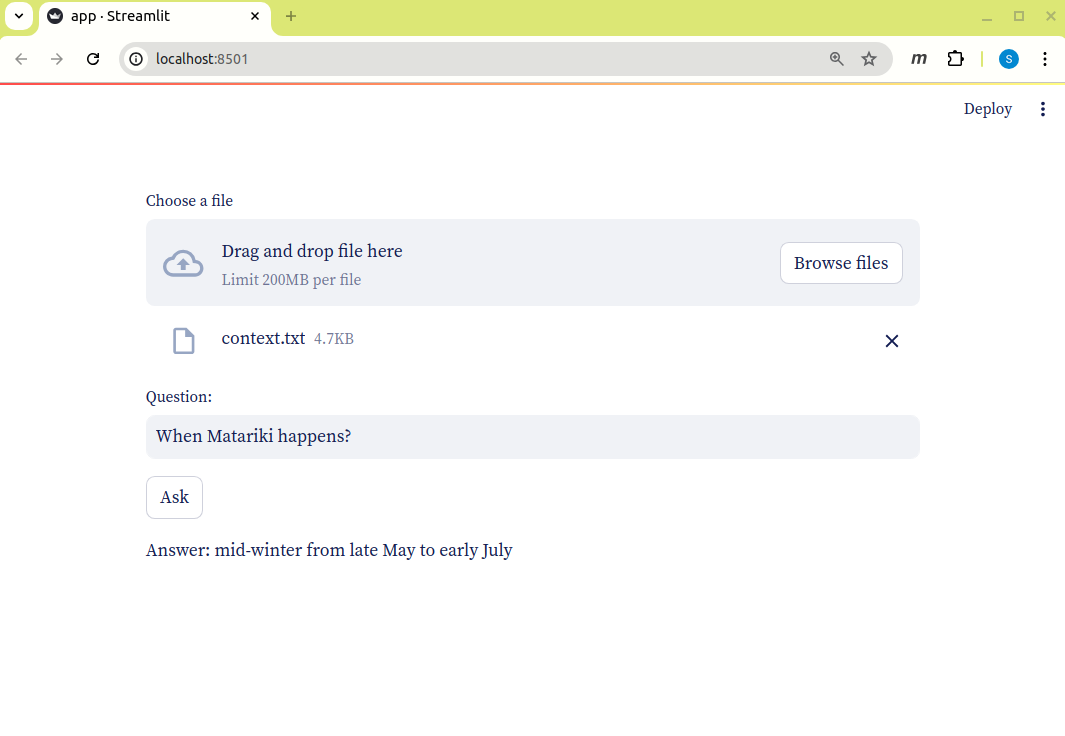 app · Streamlit
localhost:8501
m
S
Deploy
Choose a file
Drag and drop file here
Limit 200MB per file
Browse files
context.txt 4.7KB
Question:
When Matariki happens?
Ask
Answer: mid-winter from late May to early July